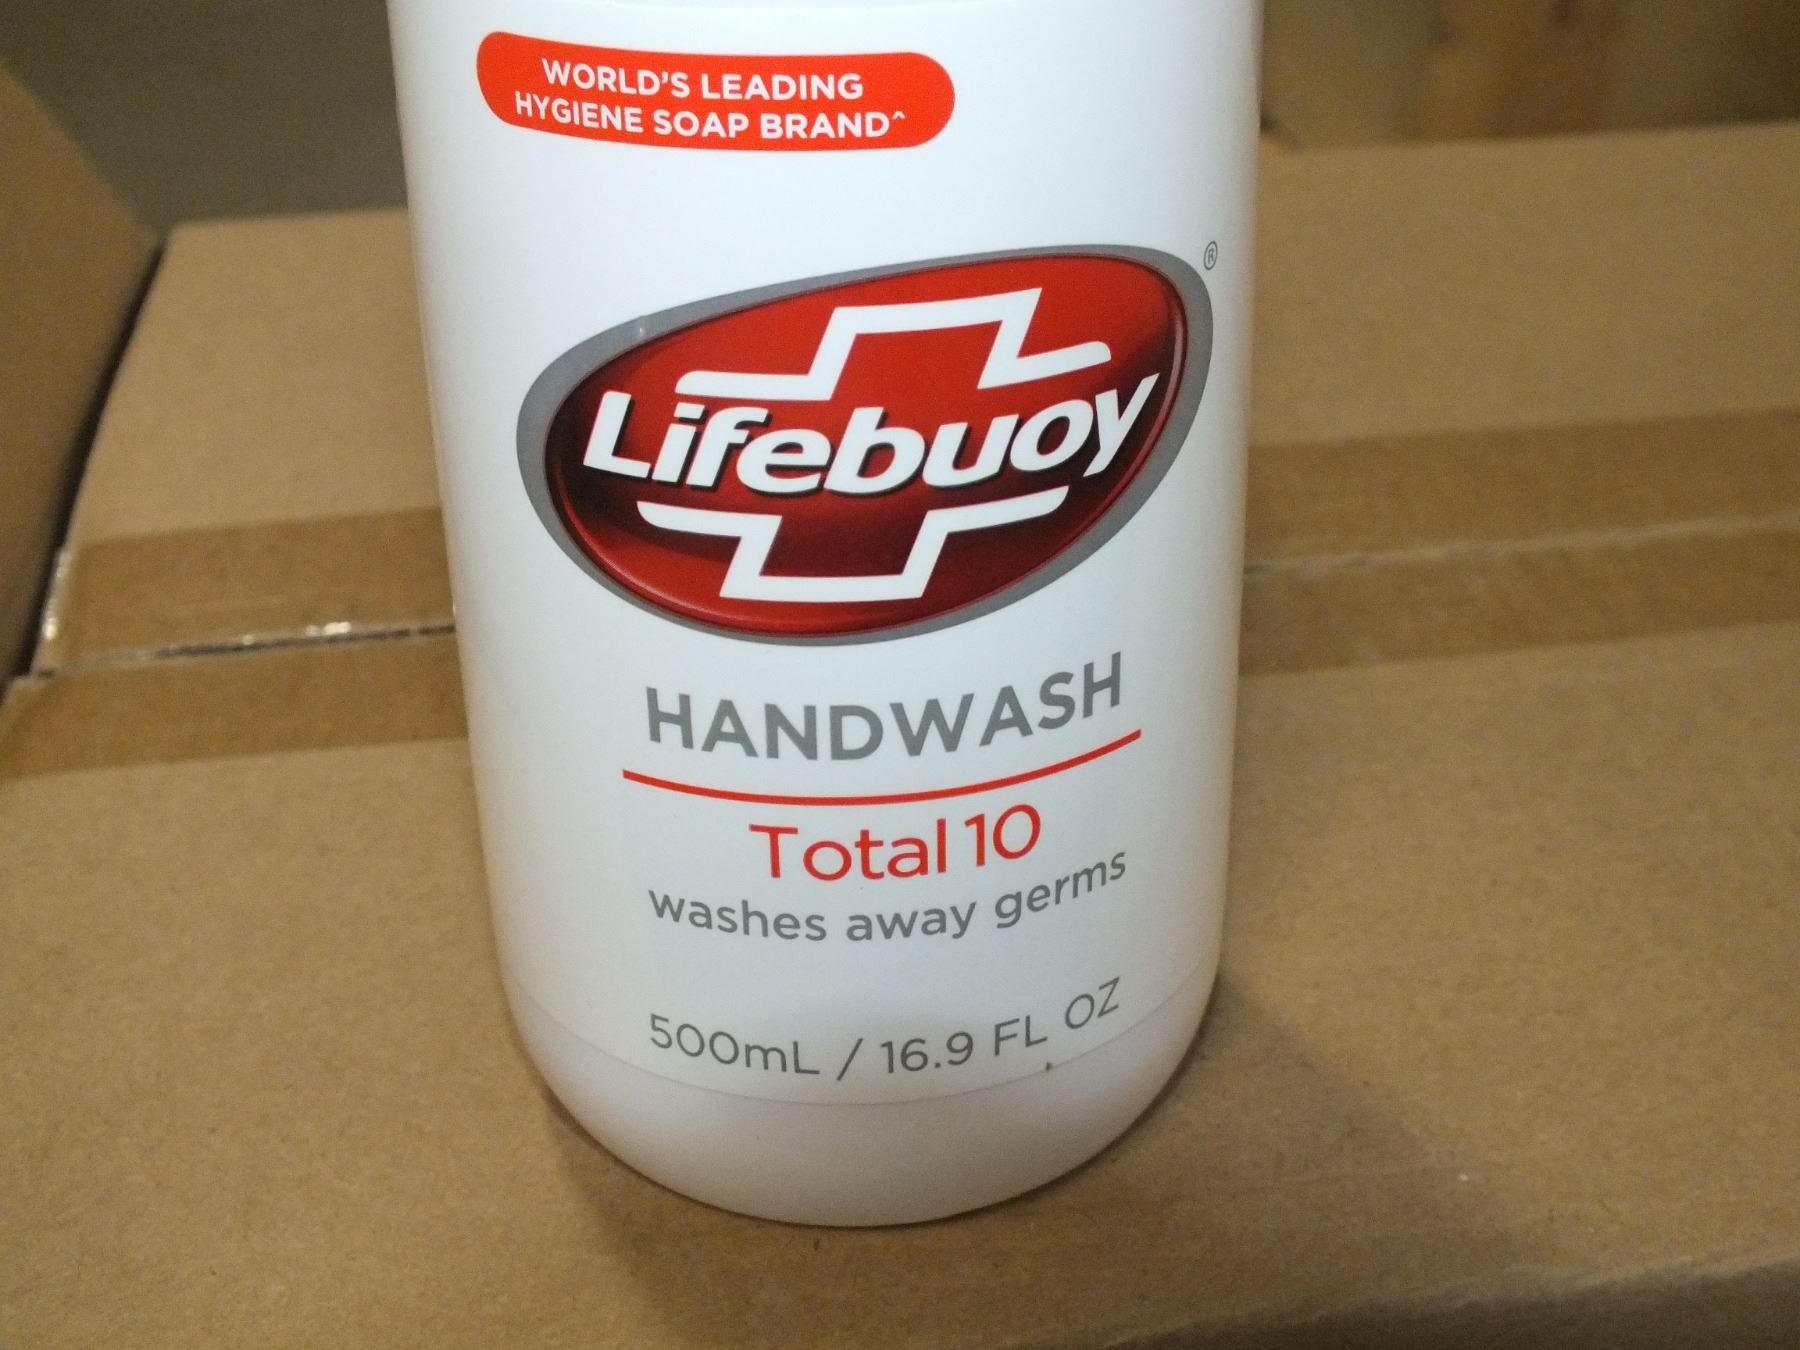 WORLD'S LEADING
HYGIENE SOAP BRAND^
Lifebuoy®
HANDWASH
Total 10
washes away germs
500mL / 16.9 FL OZ